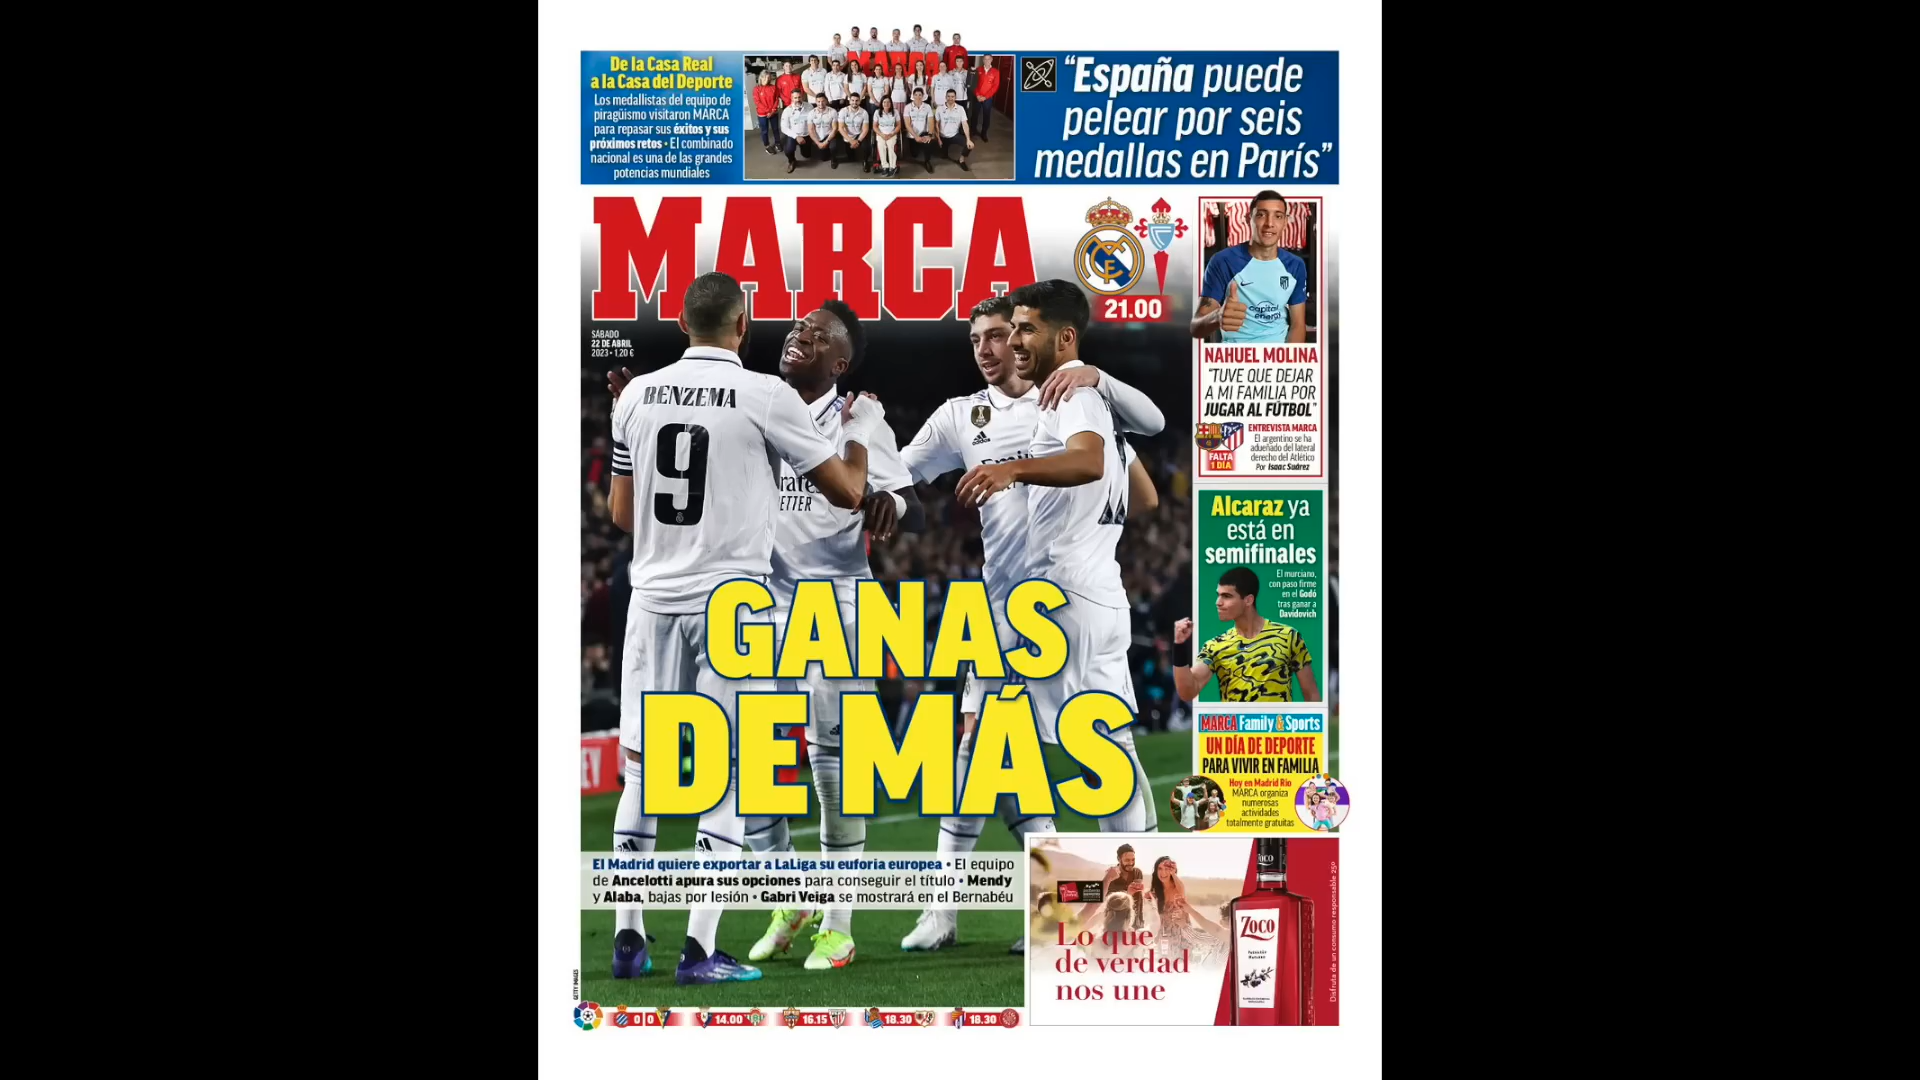 De la Casa Real
a la Casa del Deporte
Los medallistas del equipo de
piragüismo visitaron MARCA
para repasar sus éxitos y sus
próximos retos • El combinado
nacional es una de las grandes
potencias mundiales
“España puede
pelear por seis
medallas en París”
MARCA
21.00
SÁBADO
22 DE ABRIL
2023 • 1,20 €
BENZEMA
9
GANAS
DE MÁS
El Madrid quiere exportar a LaLiga su euforia europea • El equipo
de Ancelotti apura sus opciones para conseguir el título • Mendy
y Alaba, bajas por lesión • Gabri Veiga se mostrará en el Bernabéu
GETTY IMAGES
NAHUEL MOLINA
“TUVE QUE DEJAR
A MI FAMILIA POR
JUGAR AL FÚTBOL”
ENTREVISTA MARCA
El argentino se ha
adueñado del lateral
derecho del Atlético
Por Isaac Suárez
FALTA
1 DÍA
Alcaraz ya
está en
semifinales
El murciano,
con paso firme
en el Godó
tras ganar a
Davidovich
MARCA Family & Sports
UN DÍA DE DEPORTE
PARA VIVIR EN FAMILIA
Hoy en Madrid Río
MARCA organiza
numerosas
actividades
totalmente gratuitas
Lo que
de verdad
nos une
ZOCO
Disfruta de un consumo responsable 25º
0 0
14.00
16.15
18.30
18.30